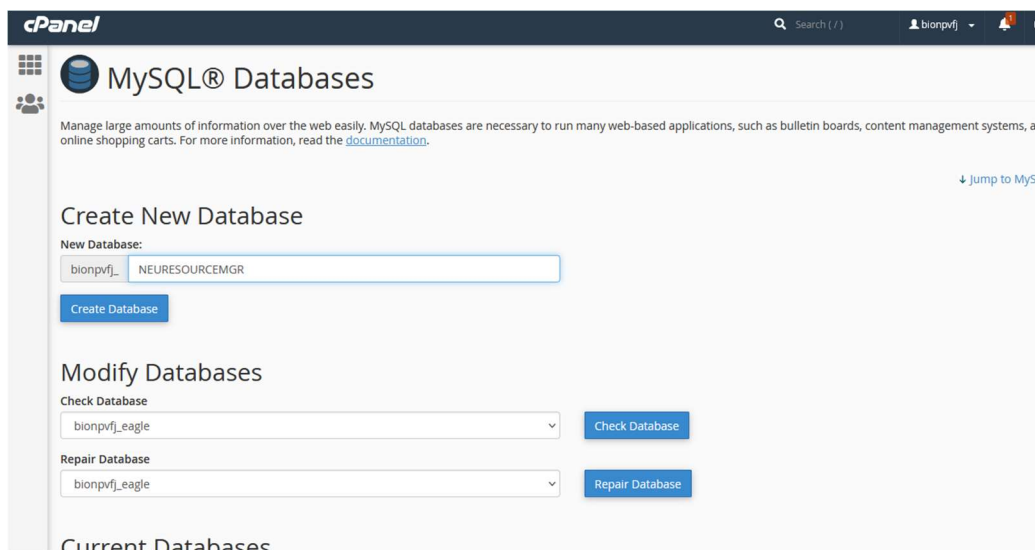 cPanel
Search ( / )
bionpvfj
1
MySQL® Databases
Manage large amounts of information over the web easily. MySQL databases are necessary to run many web-based applications, such as bulletin boards, content management systems, a
online shopping carts. For more information, read the documentation.
Jump to MyS
Create New Database
New Database:
bionpvfj_ NEURESOURCEMGR
Create Database
Modify Databases
Check Database
bionpvfj_eagle Check Database
Repair Database
bionpvfj_eagle Repair Database
Current Databases